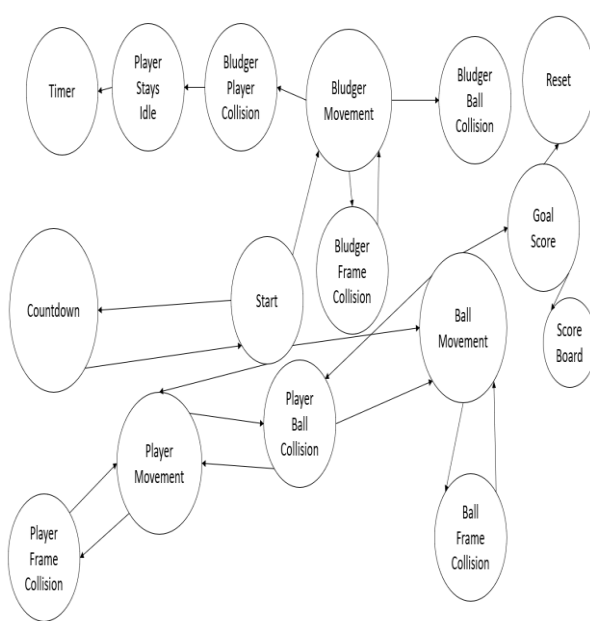 Timer
Player
Stays
Idle
Bludger
Player
Collision
Bludger
Movement
Bludger
Ball
Collision
Reset
Goal
Score
Bludger
Frame
Collision
Countdown
Start
Ball
Movement
Score
Board
Player
Ball
Collision
Player
Movement
Player
Frame
Collision
Ball
Frame
Collision